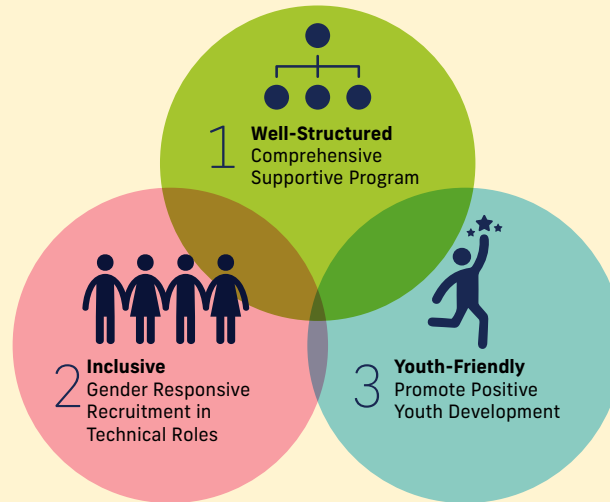 1
Well-Structured
Comprehensive
Supportive Program
2
Inclusive
Gender Responsive
Recruitment in
Technical Roles
3
Youth-Friendly
Promote Positive
Youth Development